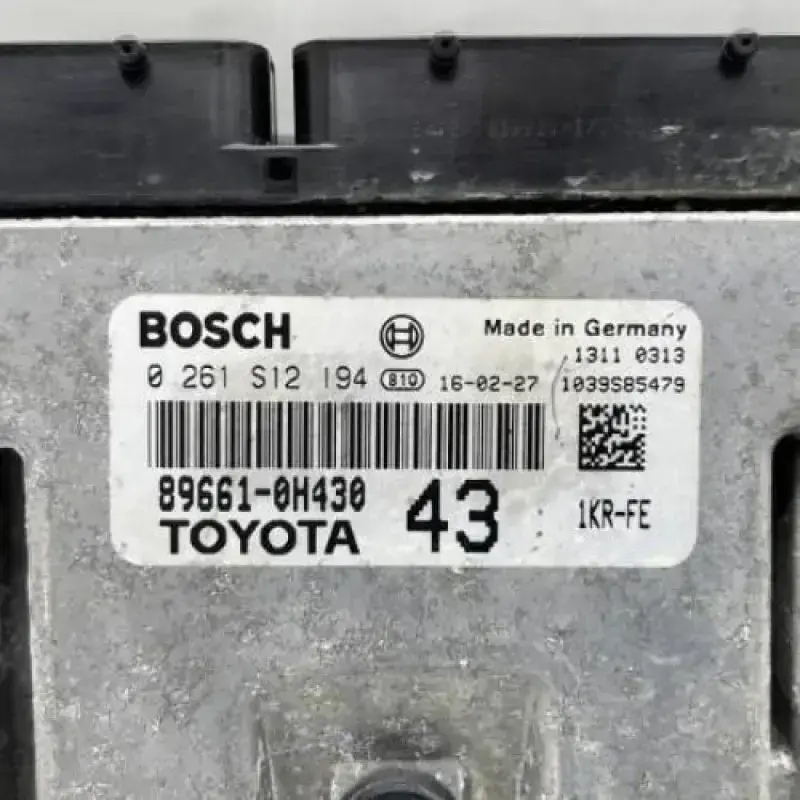 BOSCH
Made in Germany
1311 0313
0 261 S12 194 810 16-02-27 1039S85479
89661-0H430
TOYOTA
43
1KR-FE